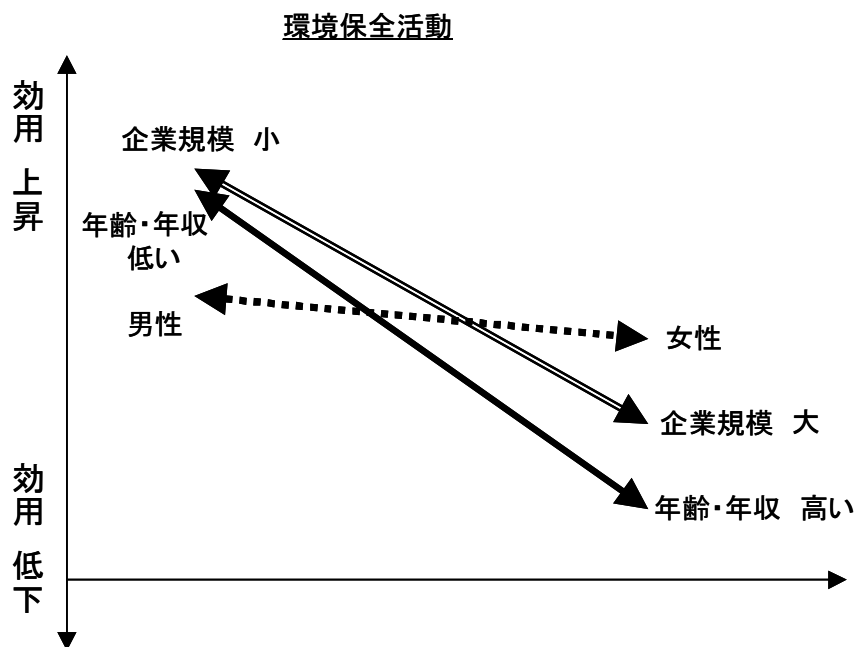 環境保全活動
効用 上昇
企業規模 小
年齢・年収
低い
男性
女性
企業規模 大
年齢・年収 高い
効用 低下